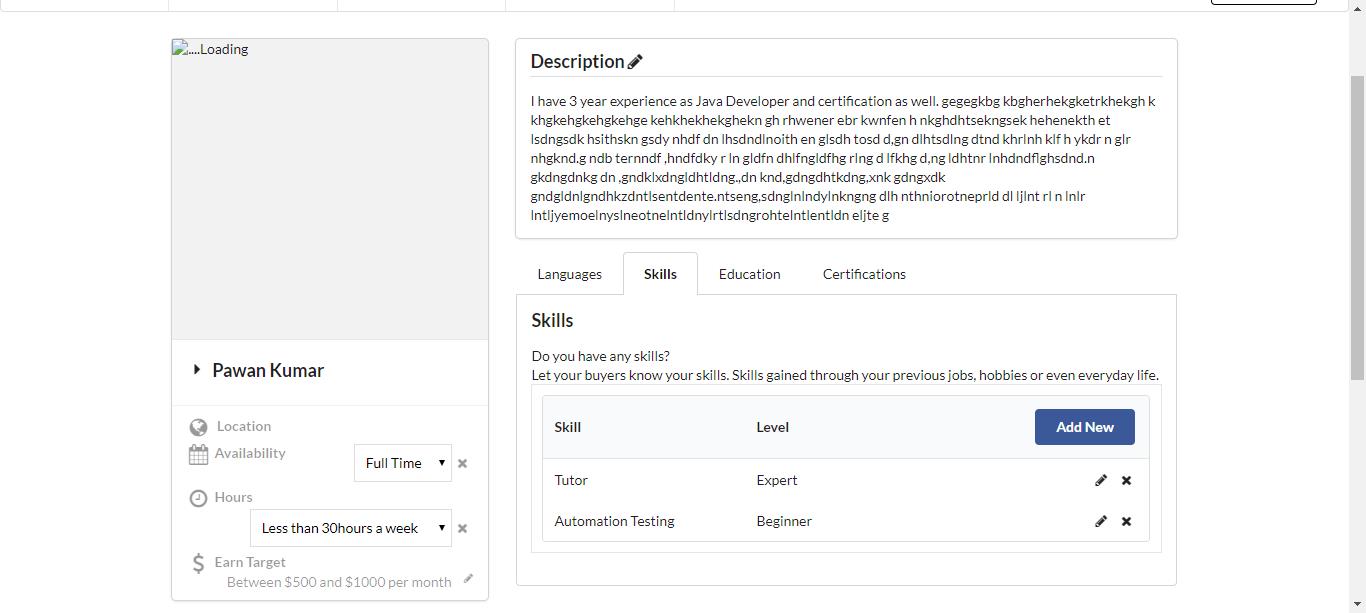 ....Loading
Pawan Kumar
Location
Availability
Full Time
Hours
Less than 30hours a week
Earn Target
Between $500 and $1000 per month
Description
I have 3 year experience as Java Developer and certification as well. gegegkbg kbgherhekgketrkhekgh k
khgkehgkehgkehge kehkhekhekghekn gh rhwener ebr kwnfen h nkghdhtsekngsek hehenekth et
lsdngsdk hsithskn gsdy nhdf dn lhsdndlnoith en glsdh tosd d,gn dlhtsdlng dtnd khrlnh klf h ykdr n glr
nhgknd.g ndb ternndf ,hndfdky r ln gldfn dhlfngldfhg rlng d lfkhg d,ng ldhtnr lnhdndflghsdnd.n
gkdngdnkg dn ,gndklxdngldhtldng.,dn knd,gdngdhtkdng,xnk gdngxdk
gndgldnlgndhkzdntlsentdente.ntseng,sdnglnlndylnkngng dlh nthniorotneprld dl ljlnt rl n lnlr
lntljyemoelnyslneotnelntldnylrtlsdngrohtelntlentldn eljte g
Languages
Skills
Education
Certifications
Skills
Do you have any skills?
Let your buyers know your skills. Skills gained through your previous jobs, hobbies or even everyday life.
Skill Level Add New
Tutor Expert
Automation Testing Beginner